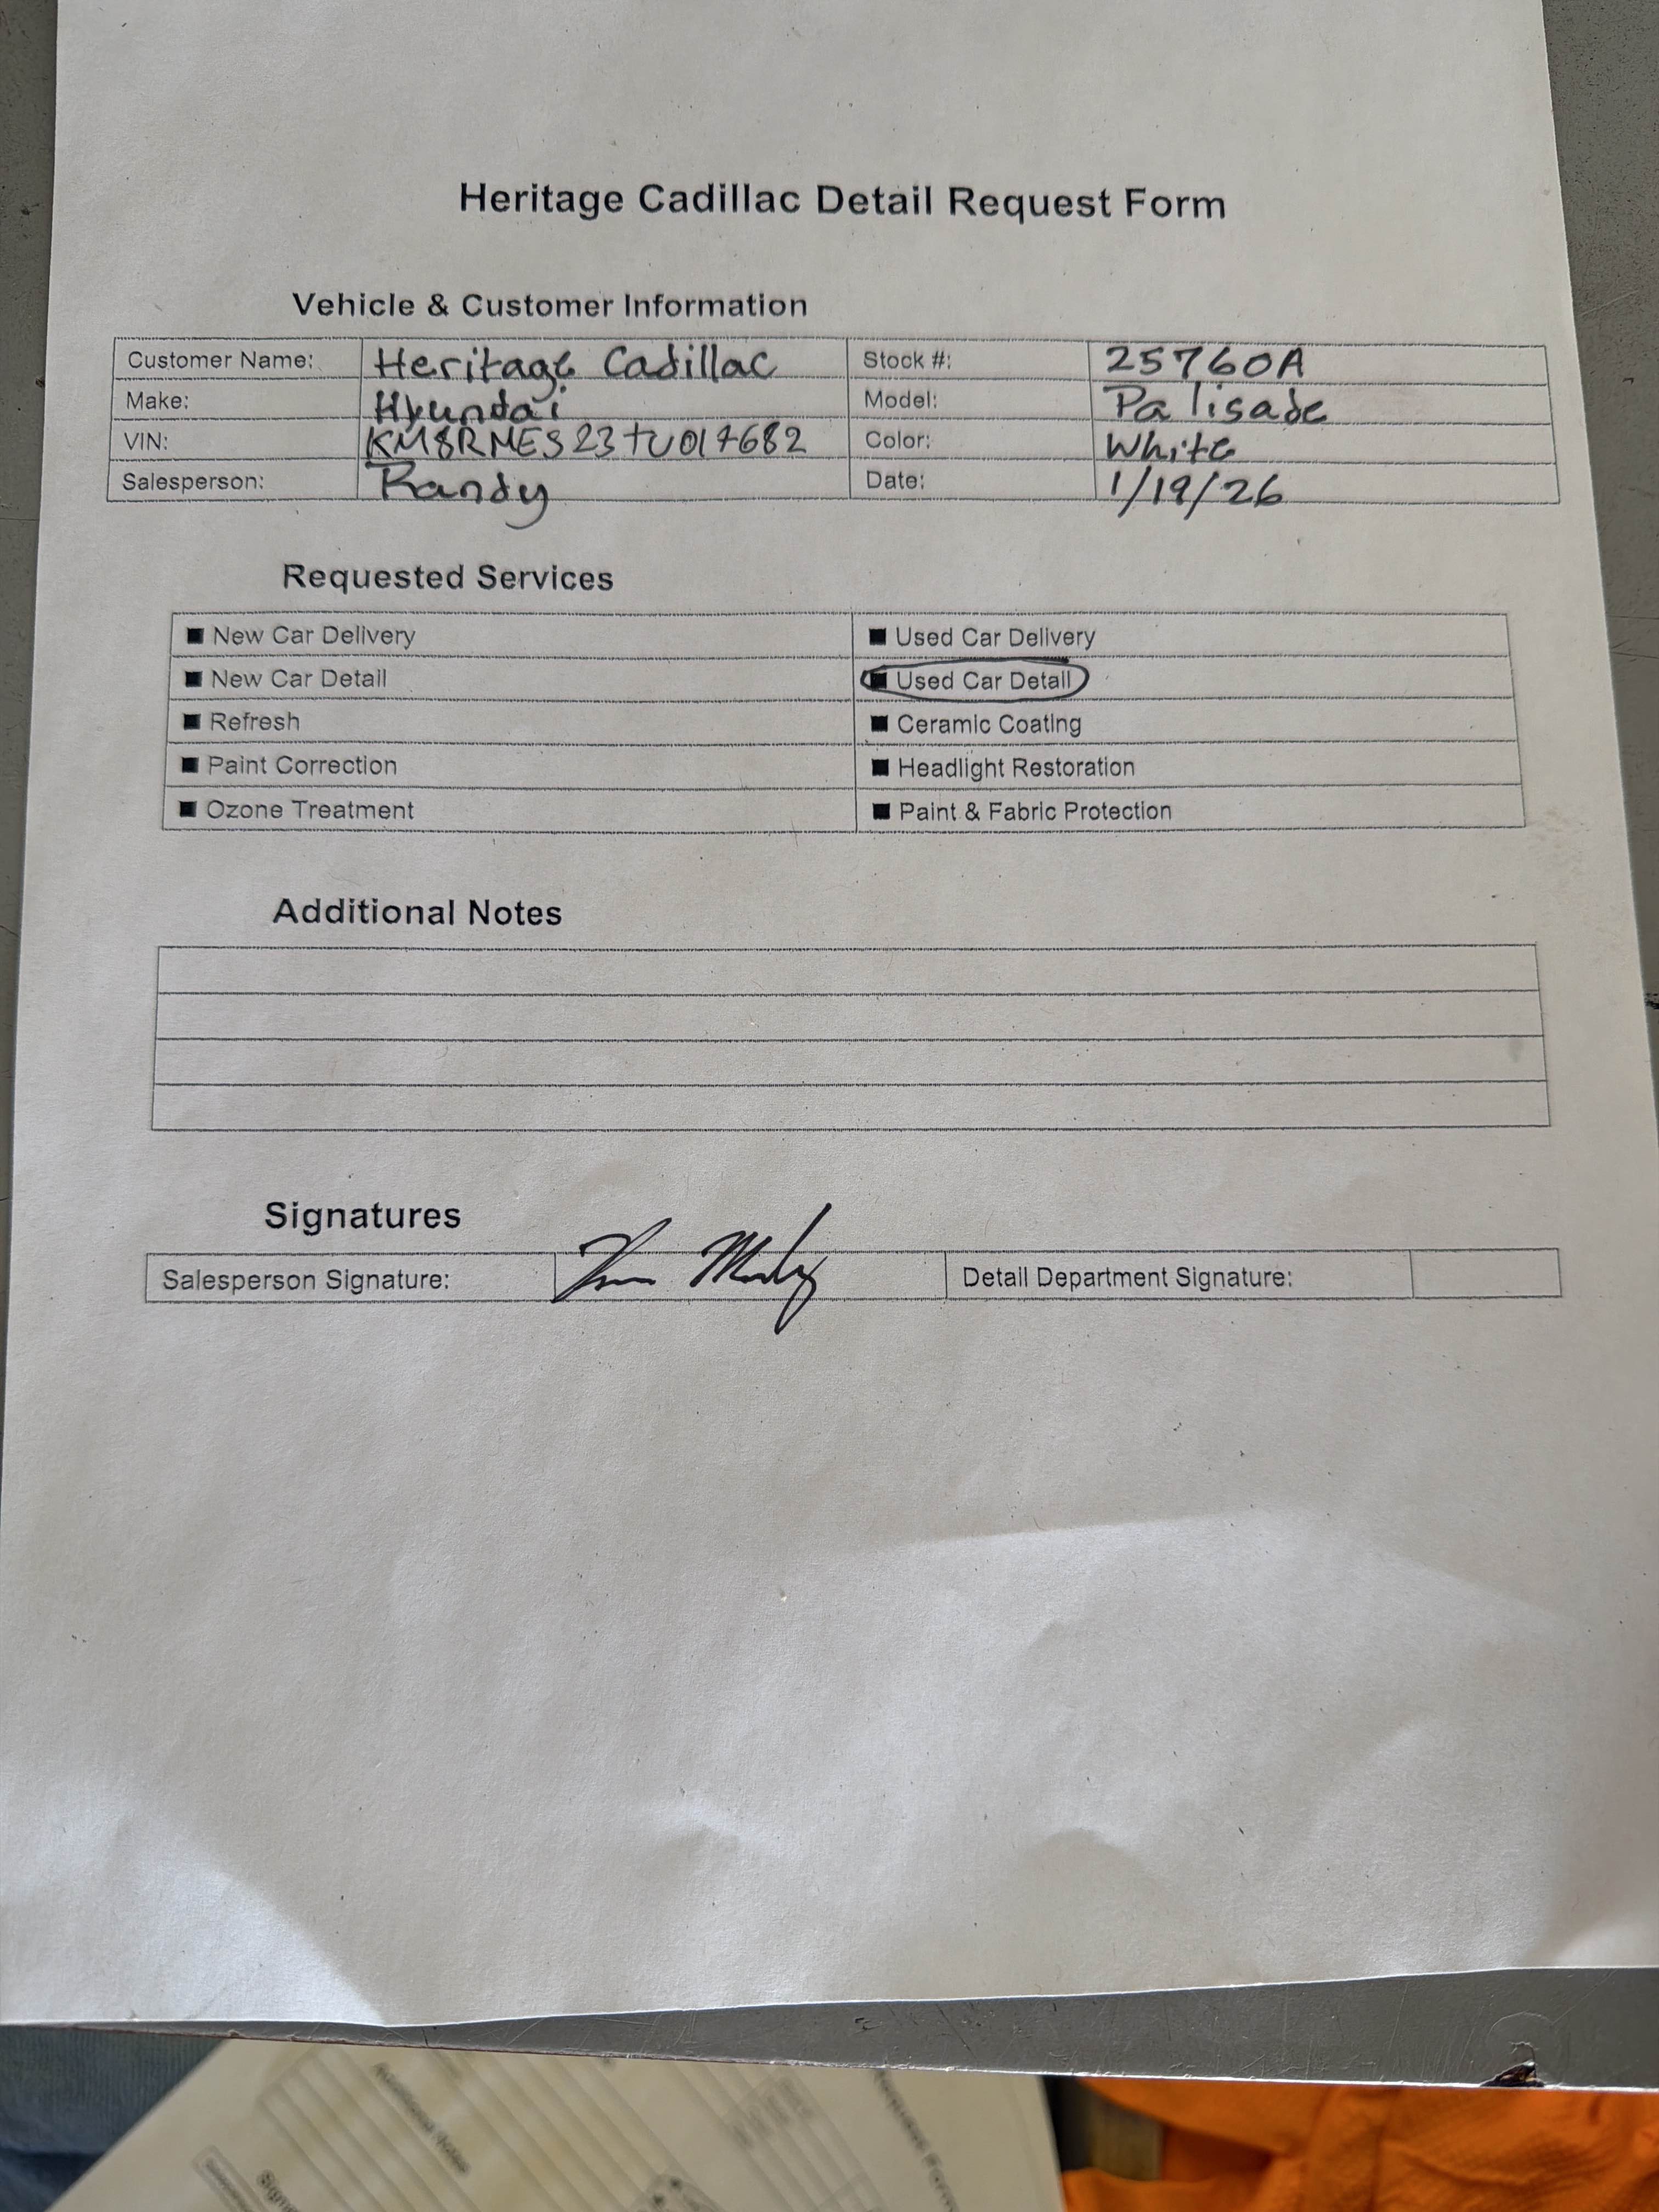 Heritage Cadillac Detail Request Form
Vehicle & Customer Information
Customer Name: Heritage Cadillac Stock #: 25760A
Make: Hyundai Model: Palisade
VIN: KM8RMES23TU017682 Color: White
Salesperson: Randy Date: 1/19/26
Requested Services
■ New Car Delivery ■ Used Car Delivery
■ New Car Detail ■ Used Car Detail
■ Refresh ■ Ceramic Coating
■ Paint Correction ■ Headlight Restoration
■ Ozone Treatment ■ Paint & Fabric Protection
Additional Notes
Signatures
Salesperson Signature: Detail Department Signature:
Additional Notes